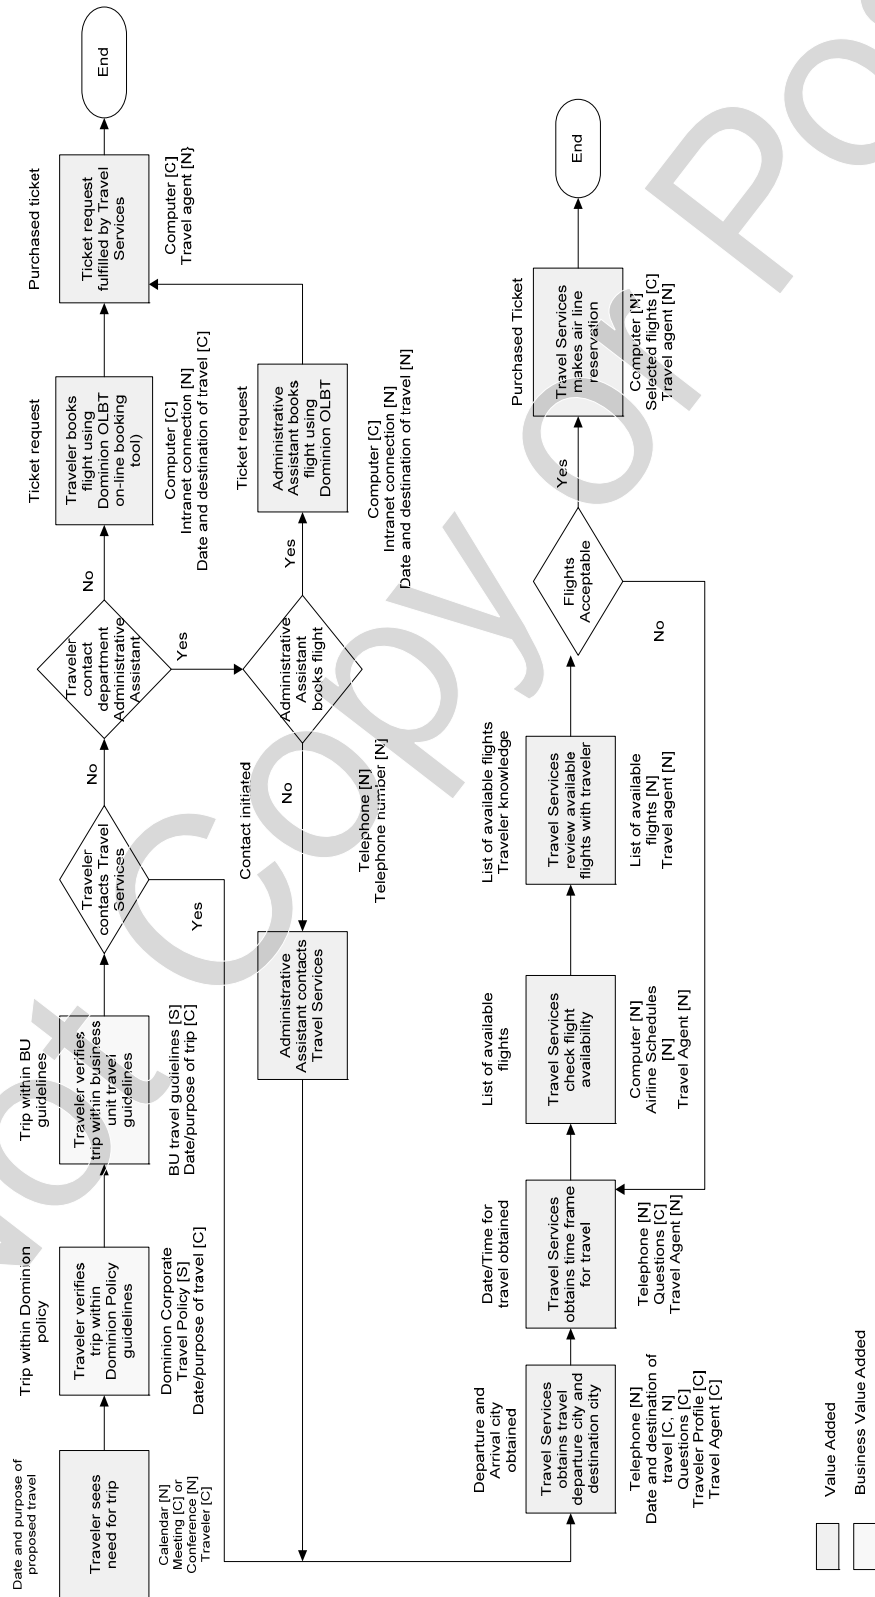 Date and purpose of
proposed travel
Traveler sees
need for trip
Calendar [N]
Meeting [C] or
Conference [N]
Traveler [C]
Trip within Dominion
policy
Traveler verifies
trip within
Dominion Policy
guidelines
Dominion Corporate
Travel Policy [S]
Date/purpose of travel [C]
Trip within BU
guidelines
Traveler verifies
trip within business
unit travel
guidelines
BU travel guidelines [S]
Date/purpose of trip [C]
Traveler
contacts Travel
Services
No
Yes
Traveler
contact
department
Administrative
Assistant
No
Yes
Ticket request
Traveler books
flight using
Dominion OLBT
on-line booking
tool)
Computer [C]
Intranet connection [N]
Date and destination of travel [C]
Purchased ticket
Ticket request
fulfilled by Travel
Services
Computer [C]
Travel agent [N}
End
Administrative
Assistant
books flight
Yes
No
Ticket request
Administrative
Assistant books
flight using
Dominion OLBT
Computer [C]
Intranet connection [N]
Date and destination of travel [N]
Contact initiated
Administrative
Assistant contacts
Travel Services
Telephone [N]
Telephone number [N]
Departure and
Arrival city
obtained
Travel Services
obtains travel
departure city and
destination city
Telephone [N]
Date and destination of
travel [C, N]
Questions [C]
Traveler Profile [C]
Travel Agent [C]
Date/Time for
travel obtained
Travel Services
obtains time frame
for travel
Telephone [N]
Questions [C]
Travel Agent [N]
List of available
flights
Travel Services
check flight
availability
Computer [N]
Airline Schedules
[N]
Travel Agent [N]
List of available flights
Traveler knowledge
Travel Services
review available
flights with traveler
List of available
flights [N]
Travel agent [N]
Flights
Acceptable
Yes
No
Purchased Ticket
Travel Services
makes air line
reservation
Computer [N]
Selected flights [C]
Travel agent [N]
End
Value Added
Business Value Added
Not Copy or Po